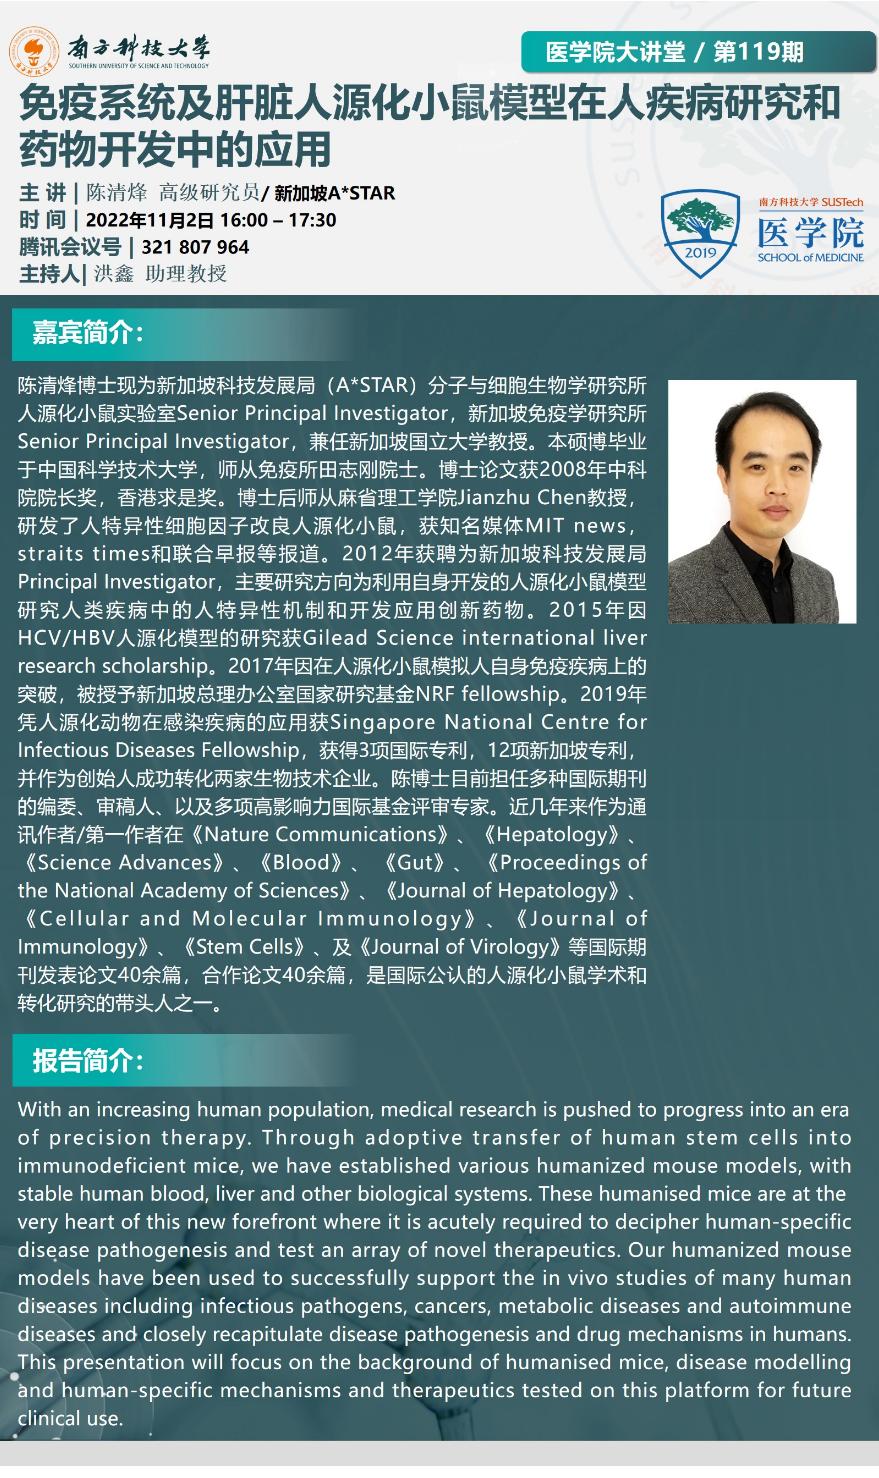 南方科技大学
SOUTHERN UNIVERSITY OF SCIENCE AND TECHNOLOGY
医学院大讲堂 / 第119期
免疫系统及肝脏人源化小鼠模型在人疾病研究和
药物开发中的应用
主 讲 | 陈清烽 高级研究员/ 新加坡A*STAR
时 间 | 2022年11月2日 16:00 – 17:30
腾讯会议号 | 321 807 964
主持人| 洪鑫 助理教授
2019
南方科技大学 SUSTech
医学院
SCHOOL of MEDICINE
嘉宾简介：
陈清烽博士现为新加坡科技发展局（A*STAR）分子与细胞生物学研究所
人源化小鼠实验室Senior Principal Investigator，新加坡免疫学研究所
Senior Principal Investigator，兼任新加坡国立大学教授。本硕博毕业
于中国科学技术大学，师从免疫所田志刚院士。博士论文获2008年中科
院院长奖，香港求是奖。博士后师从麻省理工学院Jianzhu Chen教授，
研发了人特异性细胞因子改良人源化小鼠，获知名媒体MIT news，
straits times和联合早报等报道。2012年获聘为新加坡科技发展局
Principal Investigator，主要研究方向为利用自身开发的人源化小鼠模型
研究人类疾病中的人特异性机制和开发应用创新药物。2015年因
HCV/HBV人源化模型的研究获Gilead Science international liver
research scholarship。2017年因在人源化小鼠模拟人自身免疫疾病上的
突破，被授予新加坡总理办公室国家研究基金NRF fellowship。2019年
凭人源化动物在感染疾病的应用获Singapore National Centre for
Infectious Diseases Fellowship，获得3项国际专利，12项新加坡专利，
并作为创始人成功转化两家生物技术企业。陈博士目前担任多种国际期刊
的编委、审稿人、以及多项高影响力国际基金评审专家。近几年来作为通
讯作者/第一作者在《Nature Communications》、《Hepatology》、
《Science Advances》、《Blood》、《Gut》、《Proceedings of
the National Academy of Sciences》、《Journal of Hepatology》、
《Cellular and Molecular Immunology》、《Journal of
Immunology》、《Stem Cells》、及《Journal of Virology》等国际期
刊发表论文40余篇，合作论文40余篇，是国际公认的人源化小鼠学术和
转化研究的带头人之一。
报告简介：
With an increasing human population, medical research is pushed to progress into an era
of precision therapy. Through adoptive transfer of human stem cells into
immunodeficient mice, we have established various humanized mouse models, with
stable human blood, liver and other biological systems. These humanised mice are at the
very heart of this new forefront where it is acutely required to decipher human-specific
disease pathogenesis and test an array of novel therapeutics. Our humanized mouse
models have been used to successfully support the in vivo studies of many human
diseases including infectious pathogens, cancers, metabolic diseases and autoimmune
diseases and closely recapitulate disease pathogenesis and drug mechanisms in humans.
This presentation will focus on the background of humanised mice, disease modelling
and human-specific mechanisms and therapeutics tested on this platform for future
clinical use.